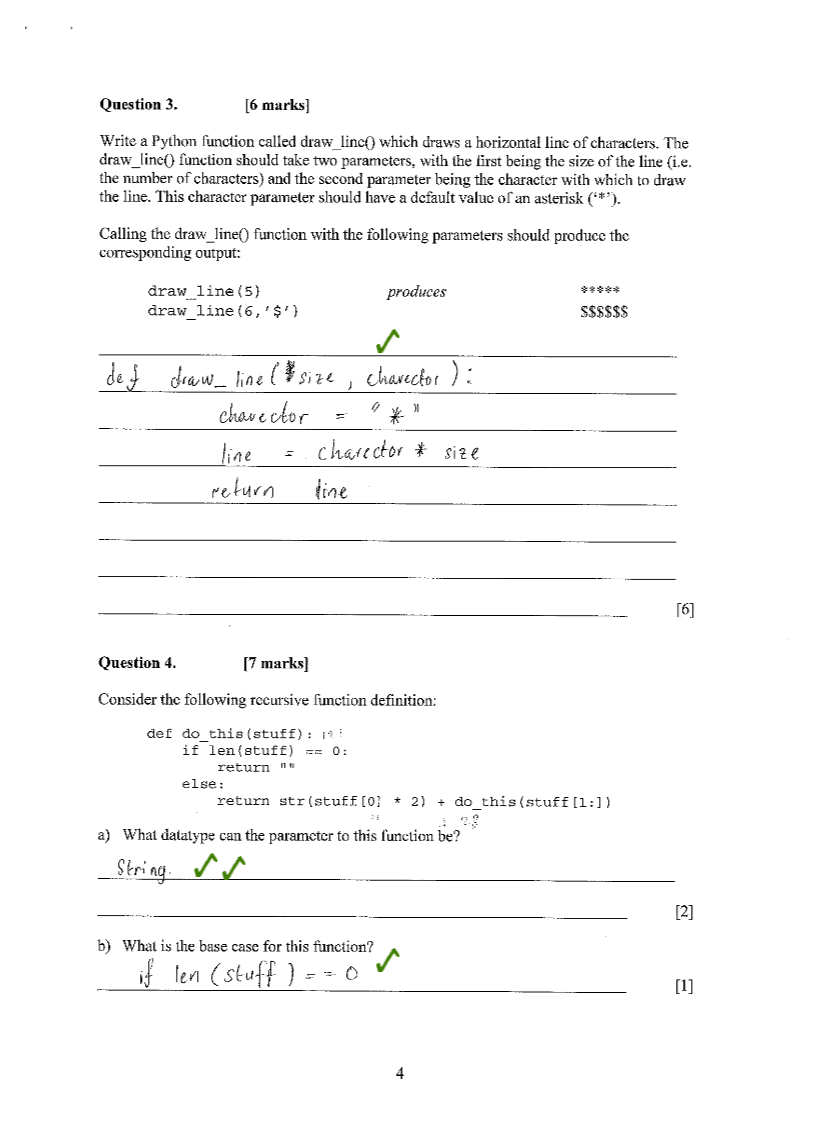 Question 3. [6 marks]
Write a Python function called draw_line() which draws a horizontal line of characters. The
draw_line() function should take two parameters, with the first being the size of the line (i.e.
the number of characters) and the second parameter being the character with which to draw
the line. This character parameter should have a default value of an asterisk (‘*’).
Calling the draw_line() function with the following parameters should produce the
corresponding output:
draw_line(5) produces *****
draw_line(6,'$') $$$$$$
def draw_line(size, charector):
charector = "*"
line = charector * size
return line
[6]
Question 4. [7 marks]
Consider the following recursive function definition:
def do_this(stuff):
if len(stuff) == 0:
return ""
else:
return str(stuff[0] * 2) + do_this(stuff[1:])
a) What datatype can the parameter to this function be?
String.
[2]
b) What is the base case for this function?
if len(stuff) == 0
[1]
4